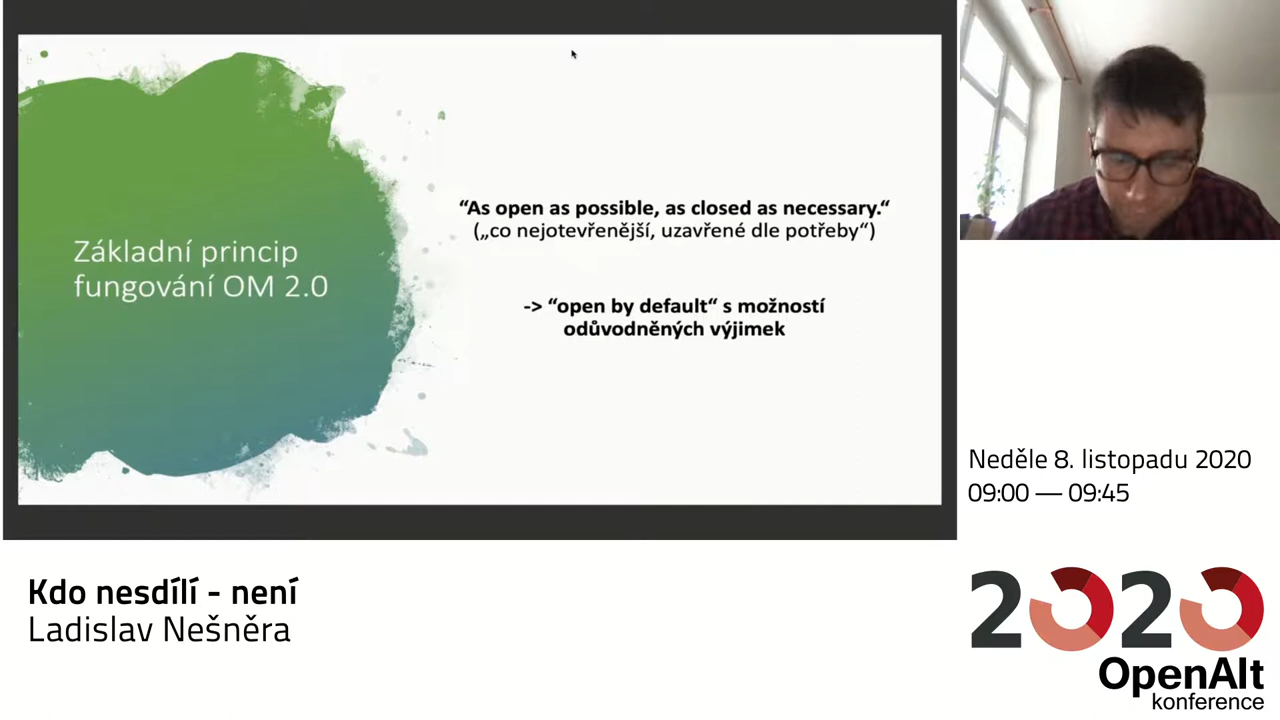 Základní princip
fungování OM 2.0
“As open as possible, as closed as necessary.“
(„co nejotevřenější, uzavřené dle potřeby“)
-> “open by default“ s možností
odůvodněných výjimek
Neděle 8. listopadu 2020
09:00 — 09:45
Kdo nesdílí - není
Ladislav Nešněra
2020
OpenAlt
konference